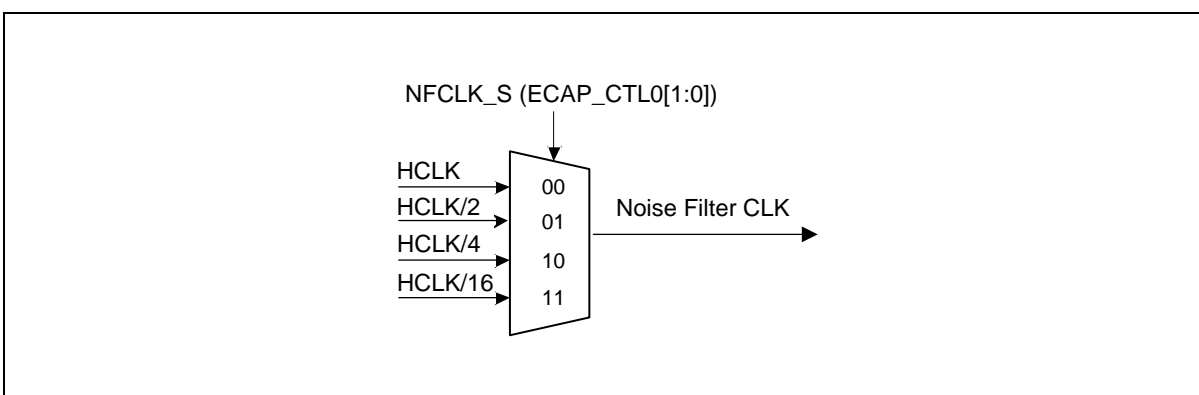 NFCLK_S (ECAP_CTL0[1:0])
HCLK
00
HCLK/2
01
Noise Filter CLK
HCLK/4
10
HCLK/16
11